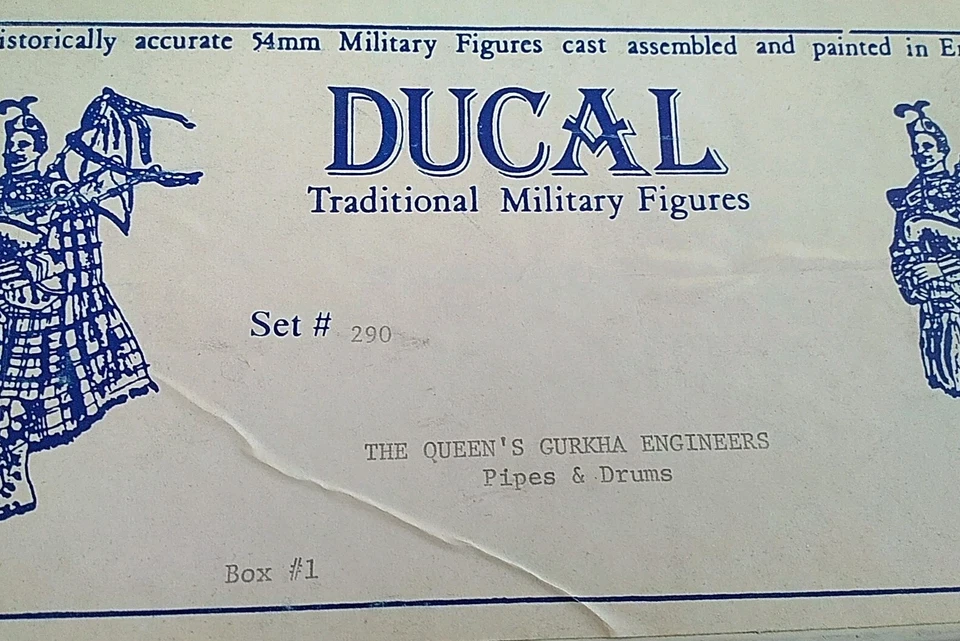 istorically accurate 54mm Military Figures cast assembled and painted in En
DUCAL
Traditional Military Figures
Set # 290
THE QUEEN'S GURKHA ENGINEERS
Pipes & Drums
Box #1